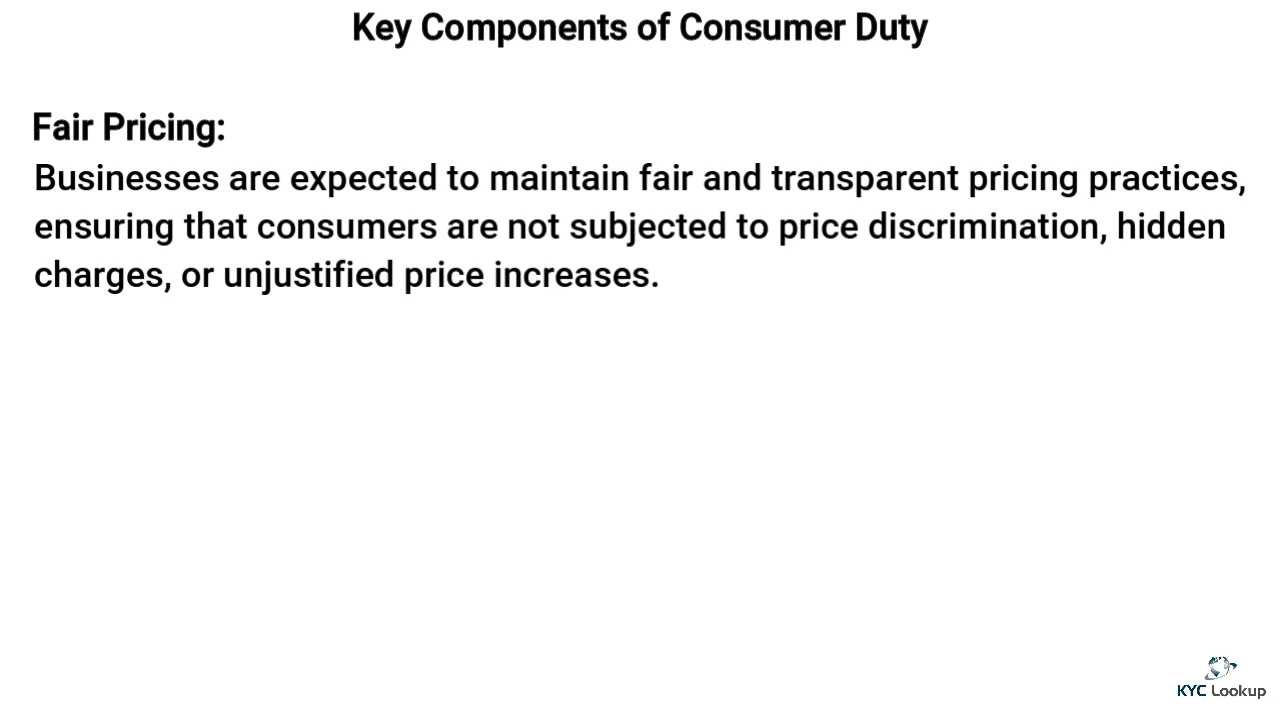 Key Components of Consumer Duty
Fair Pricing:
Businesses are expected to maintain fair and transparent pricing practices,
ensuring that consumers are not subjected to price discrimination, hidden
charges, or unjustified price increases.
KYC Lookup